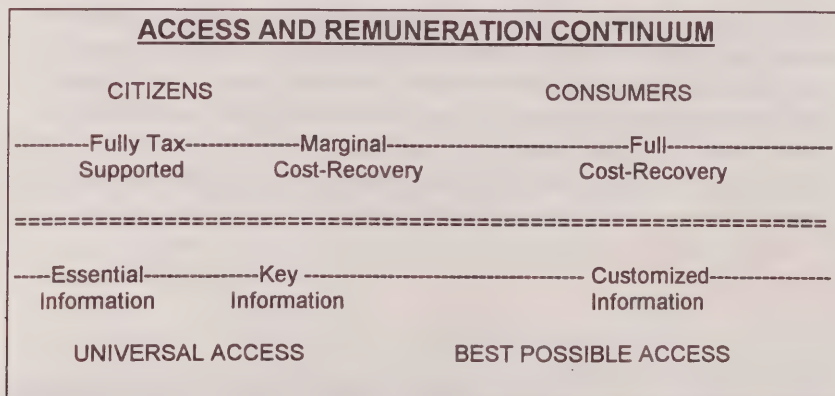 ACCESS AND REMUNERATION CONTINUUM
CITIZENS CONSUMERS
Fully Tax Marginal Full
Supported Cost-Recovery Cost-Recovery
Essential Key Customized
Information Information Information
UNIVERSAL ACCESS BEST POSSIBLE ACCESS